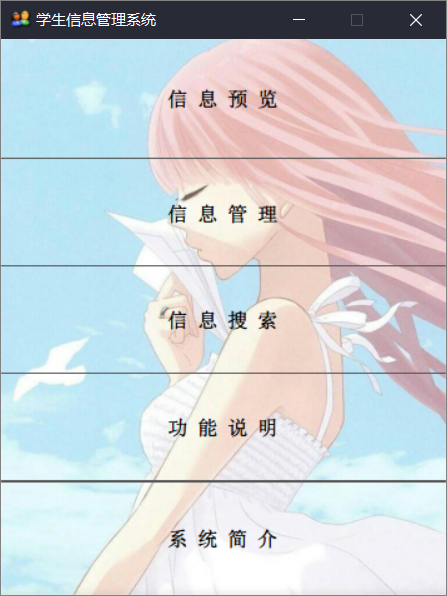 学生信息管理系统
信息预览
信息管理
信息搜索
功能说明
系统简介